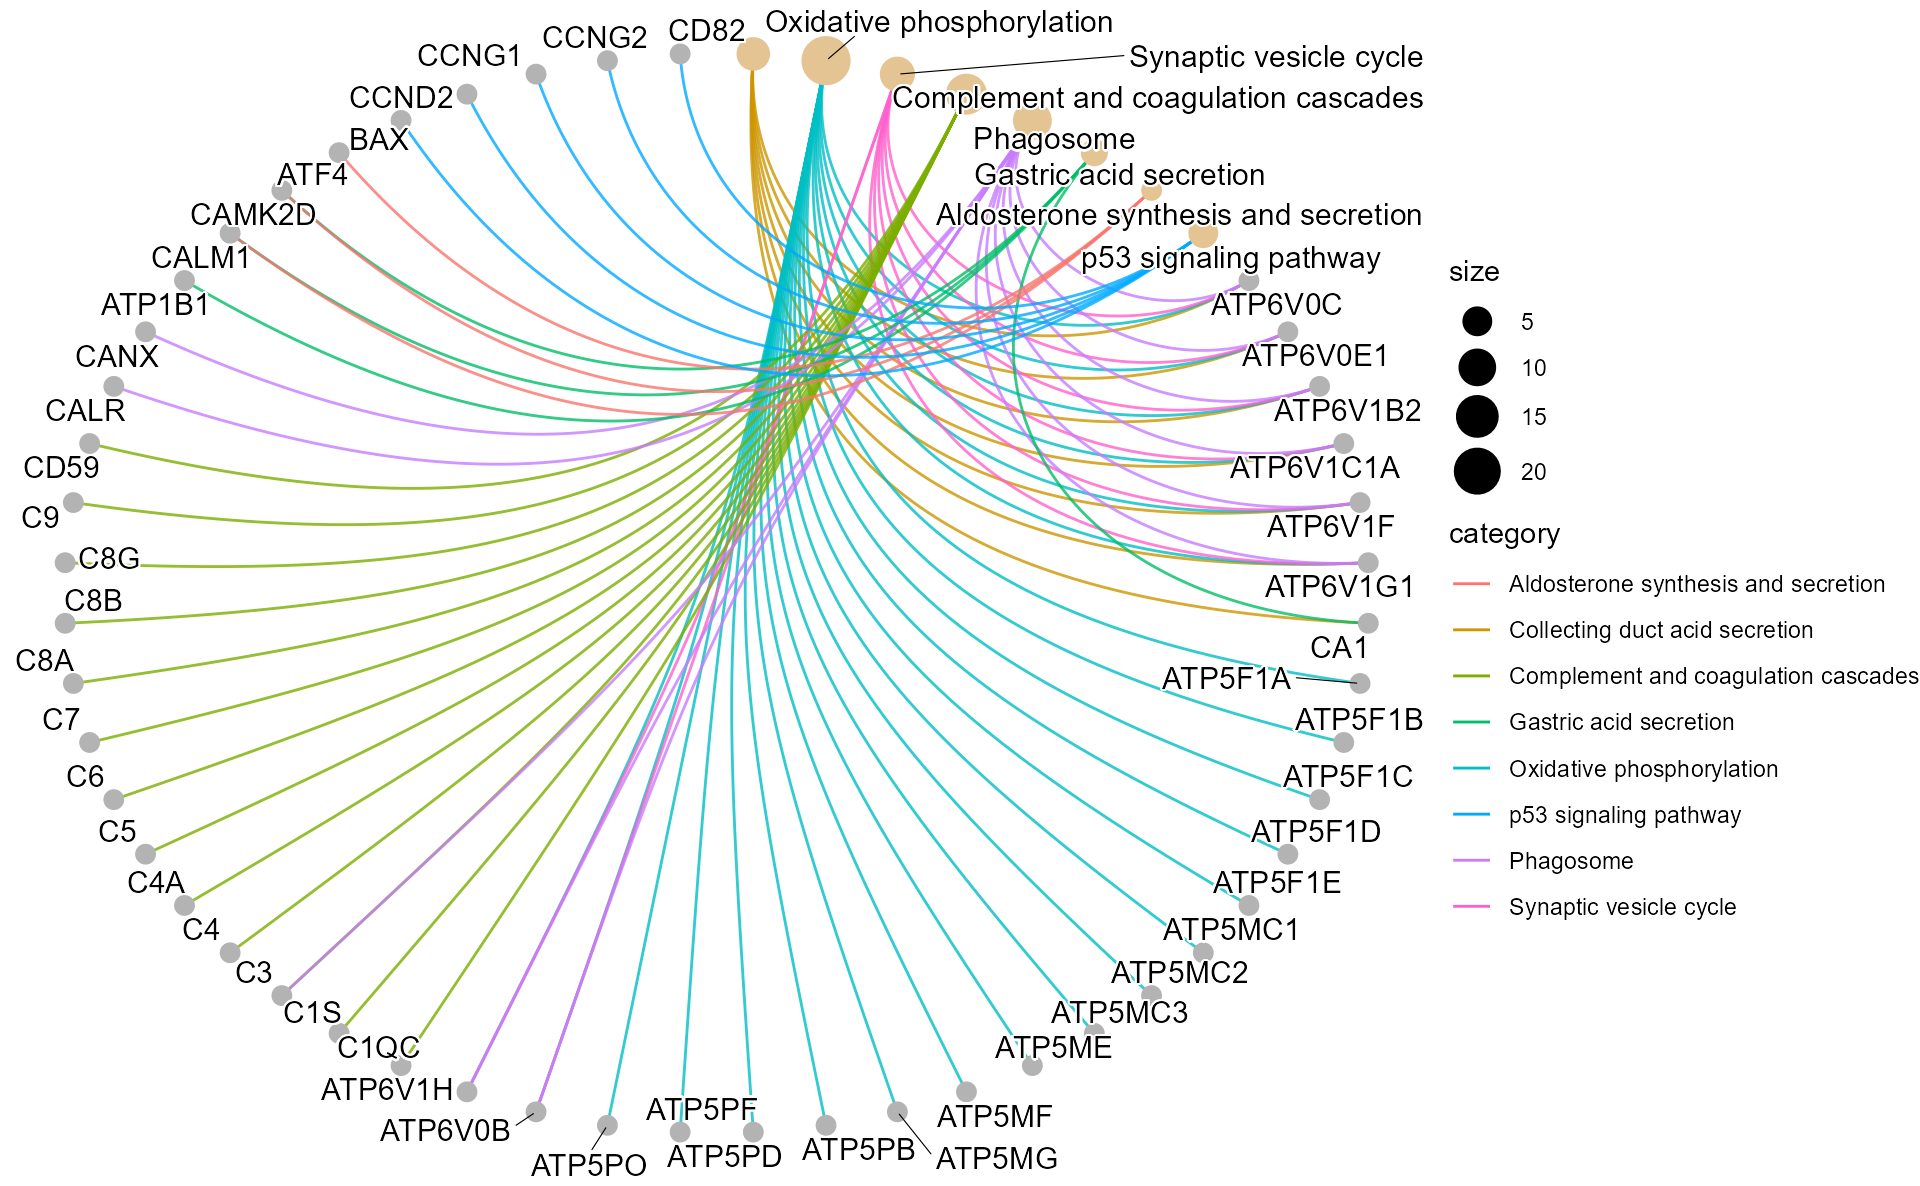 Oxidative phosphorylation
CD82
CCNG2
CCNG1
Synaptic vesicle cycle
CCND2
Complement and coagulation cascades
BAX
Phagosome
ATF4
Gastric acid secretion
CAMK2D
Aldosterone synthesis and secretion
CALM1
p53 signaling pathway
ATP1B1
ATP6V0C
CANX
ATP6V0E1
CALR
ATP6V1B2
CD59
ATP6V1C1A
C9
ATP6V1F
C8G
ATP6V1G1
C8B
CA1
C8A
ATP5F1A
C7
ATP5F1B
C6
ATP5F1C
C5
ATP5F1D
C4A
ATP5F1E
C4
ATP5MC1
C3
ATP5MC2
C1S
ATP5MC3
C1QC
ATP5ME
ATP6V1H
ATP5PF
ATP5MF
ATP6V0B
ATP5PB
ATP5PD
ATP5MG
ATP5PO
size
5
10
15
20
category
Aldosterone synthesis and secretion
Collecting duct acid secretion
Complement and coagulation cascades
Gastric acid secretion
Oxidative phosphorylation
p53 signaling pathway
Phagosome
Synaptic vesicle cycle